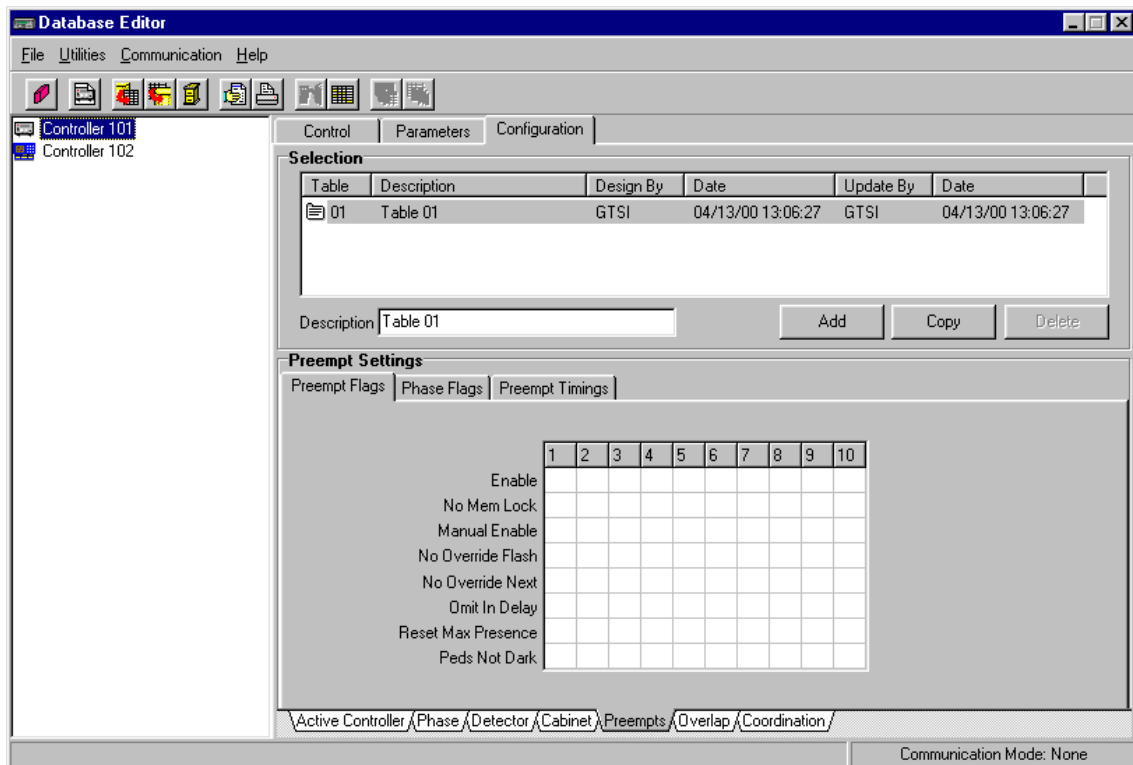 Database Editor
File Utilities Communication Help
Controller 101
Controller 102
Control Parameters Configuration
Selection
Table Description Design By Date Update By Date
01 Table 01 GTSI 04/13/00 13:06:27 GTSI 04/13/00 13:06:27
Description Table 01 Add Copy Delete
Preempt Settings
Preempt Flags Phase Flags Preempt Timings
1 2 3 4 5 6 7 8 9 10
Enable
No Mem Lock
Manual Enable
No Override Flash
No Override Next
Omit In Delay
Reset Max Presence
Peds Not Dark
Active Controller Phase Detector Cabinet Preempts Overlap Coordination
Communication Mode: None